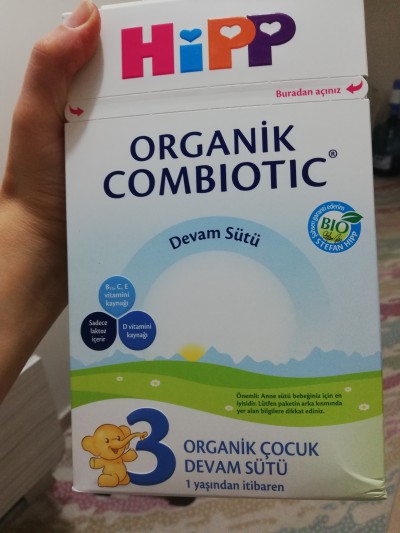 HiPP
Buradan açınız
ORGANİK
COMBIOTIC®
Devam Sütü
BIO
STEFAN HIPP
B₁₂, C, E
vitamini
kaynağı
Sadece
laktoz
içerir
D vitamini
kaynağı
Önemli: Anne sütü bebeğiniz için en
iyisidir. Lütfen paketin arka kısmında
yer alan bilgilere dikkat ediniz.
3
ORGANİK ÇOCUK
DEVAM SÜTÜ
1 yaşından itibaren